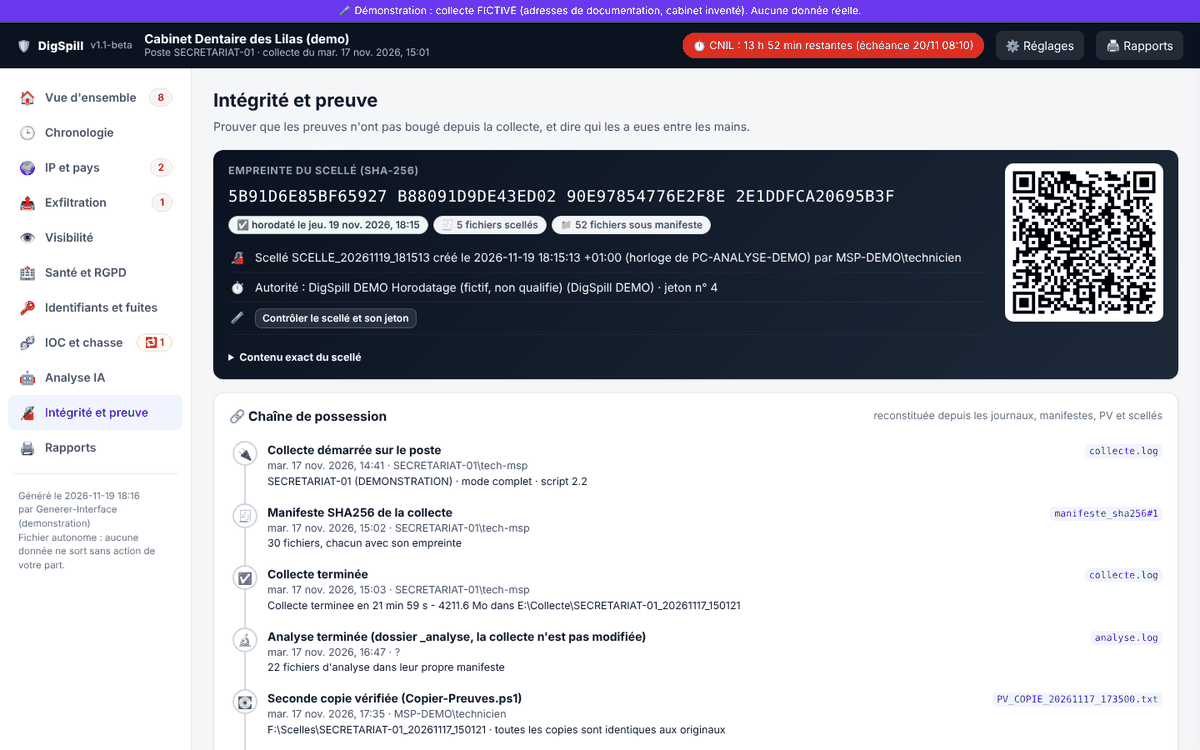 Démonstration : collecte FICTIVE (adresses de documentation, cabinet inventé). Aucune donnée réelle.
DigSpill v1.1-beta
Cabinet Dentaire des Lilas (demo)
Poste SECRETARIAT-01 · collecte du mar. 17 nov. 2026, 15:01
CNIL : 13 h 52 min restantes (échéance 20/11 08:10)
Réglages
Rapports
Vue d'ensemble 8
Chronologie
IP et pays 2
Exfiltration 1
Visibilité
Santé et RGPD
Identifiants et fuites
IOC et chasse 1
Analyse IA
Intégrité et preuve
Rapports
Généré le 2026-11-19 18:16
par Generer-Interface
(demonstration)
Fichier autonome : aucune
donnée ne sort sans action de
votre part.
Intégrité et preuve
Prouver que les preuves n'ont pas bougé depuis la collecte, et dire qui les a eues entre les mains.
EMPREINTE DU SCELLÉ (SHA-256)
5B91D6E85BF65927 B88091D9DE43ED02 90E97854776E2F8E 2E1DDFCA20695B3F
horodaté le jeu. 19 nov. 2026, 18:15
5 fichiers scellés
52 fichiers sous manifeste
Scellé SCELLE_20261119_181513 créé le 2026-11-19 18:15:13 +01:00 (horloge de PC-ANALYSE-DEMO) par MSP-DEMO\technicien
Autorité : DigSpill DEMO Horodatage (fictif, non qualifie) (DigSpill DEMO) · jeton n° 4
Contrôler le scellé et son jeton
Contenu exact du scellé
Chaîne de possession
reconstituée depuis les journaux, manifestes, PV et scellés
Collecte démarrée sur le poste
collecte.log
mar. 17 nov. 2026, 14:41 · SECRETARIAT-01\tech-msp
SECRETARIAT-01 (DEMONSTRATION) · mode complet · script 2.2
Manifeste SHA256 de la collecte
manifeste_sha256#1
mar. 17 nov. 2026, 15:02 · SECRETARIAT-01\tech-msp
30 fichiers, chacun avec son empreinte
Collecte terminée
collecte.log
mar. 17 nov. 2026, 15:03 · SECRETARIAT-01\tech-msp
Collecte terminee en 21 min 59 s - 4211.6 Mo dans E:\Collecte\SECRETARIAT-01_20261117_150121
Analyse terminée (dossier _analyse, la collecte n'est pas modifiée)
analyse.log
mar. 17 nov. 2026, 16:47 · ?
22 fichiers d'analyse dans leur propre manifeste
Seconde copie vérifiée (Copier-Preuves.ps1)
PV_COPIE_20261117_173500.txt
mar. 17 nov. 2026, 17:35 · MSP-DEMO\technicien
F:\Scelles\SECRETARIAT-01_20261117_150121 · toutes les copies sont identiques aux originaux